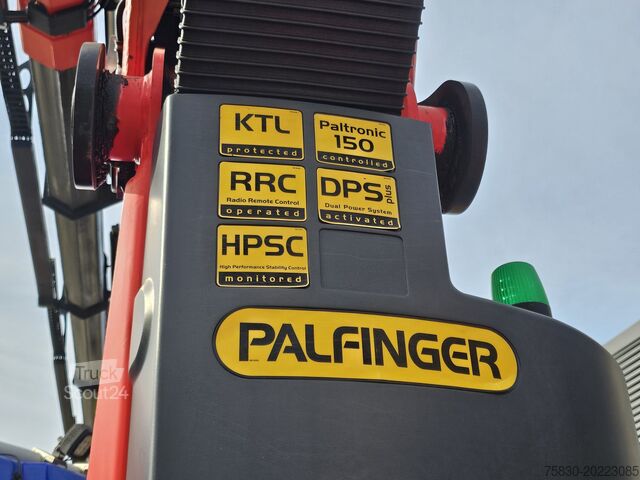 KTL
protected
Paltronic
150
controlled
RRC
Radio Remote Control
operated
DPS plus
Dual Power System
activated
HPSC
High Performance Stability Control
monitored
PALFINGER
Truck
Scout24
75830-20223085